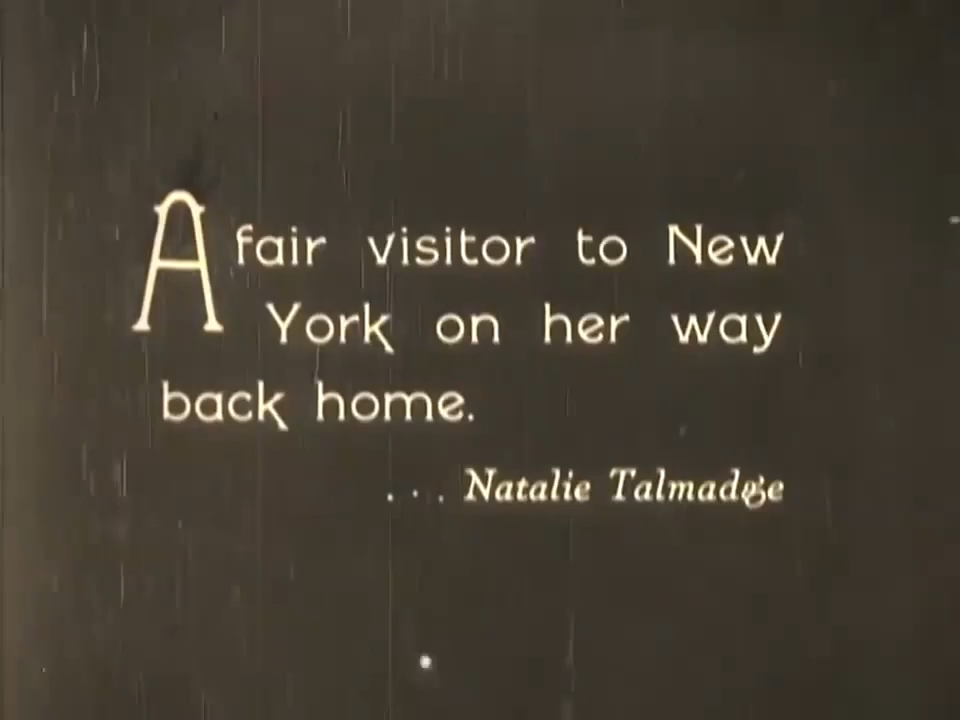 A fair visitor to New
York on her way
back home.
. . . Natalie Talmadge